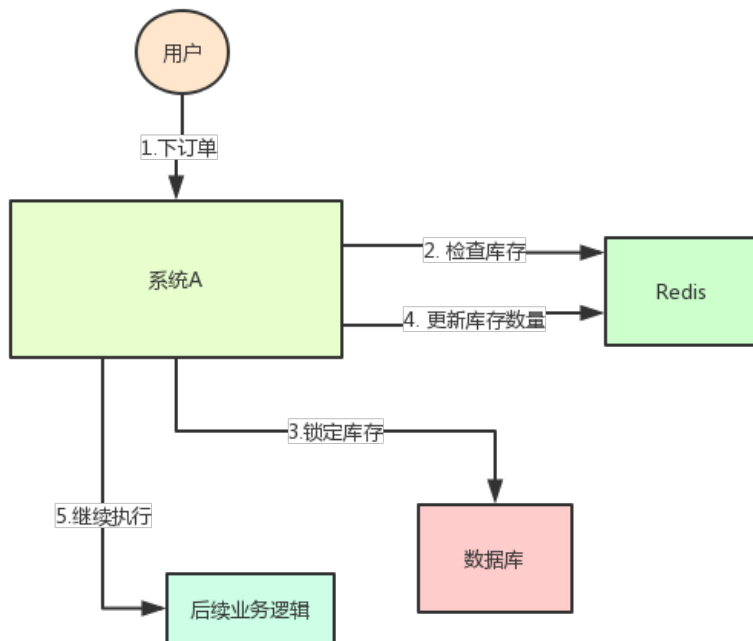 用户
1.下订单
系统A
2. 检查库存
Redis
4. 更新库存数量
3.锁定库存
5.继续执行
数据库
后续业务逻辑